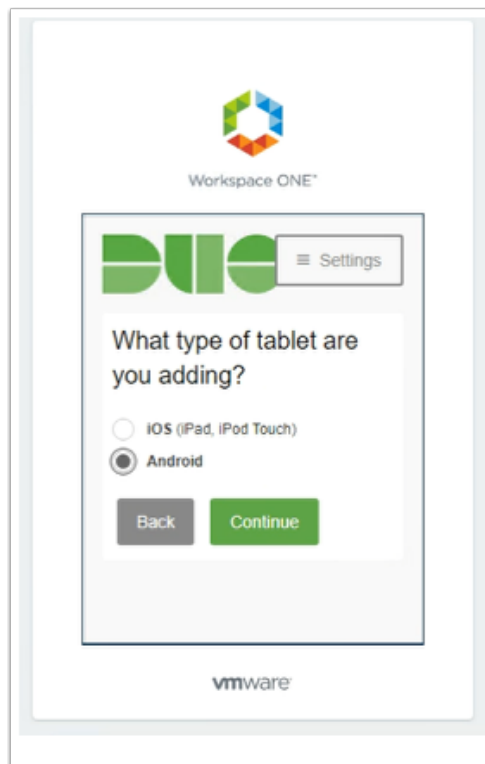 Workspace ONE™
DUO
≡ Settings
What type of tablet are
you adding?
iOS (iPad, iPod Touch)
Android
Back
Continue
vmware